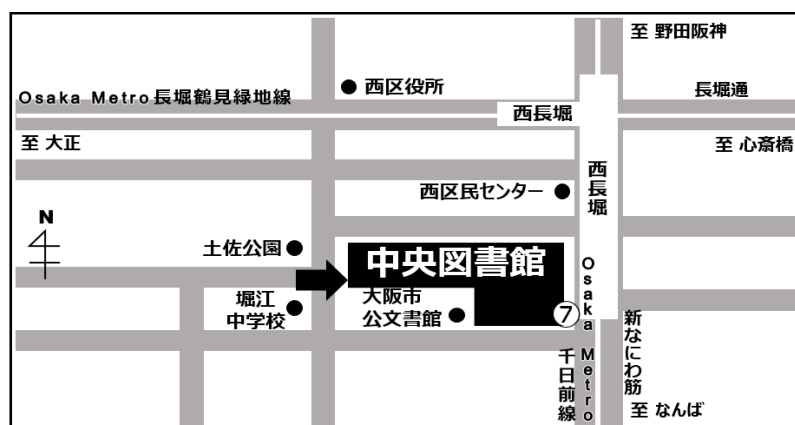 至 野田阪神
西区役所
Osaka Metro 長堀鶴見緑地線
長堀通
西長堀
至 大正
至 心斎橋
西長堀
西区民センター
N
土佐公園
中央図書館
堀江
中学校
大阪市
公文書館
7
Osaka Metro
千日前線
新なにわ筋
至 なんば